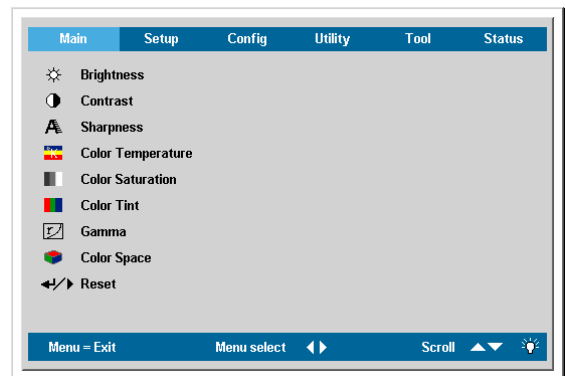 Main Setup Config Utility Tool Status
Brightness
Contrast
Sharpness
Color Temperature
Color Saturation
Color Tint
Gamma
Color Space
Reset
Menu = Exit Menu select Scroll